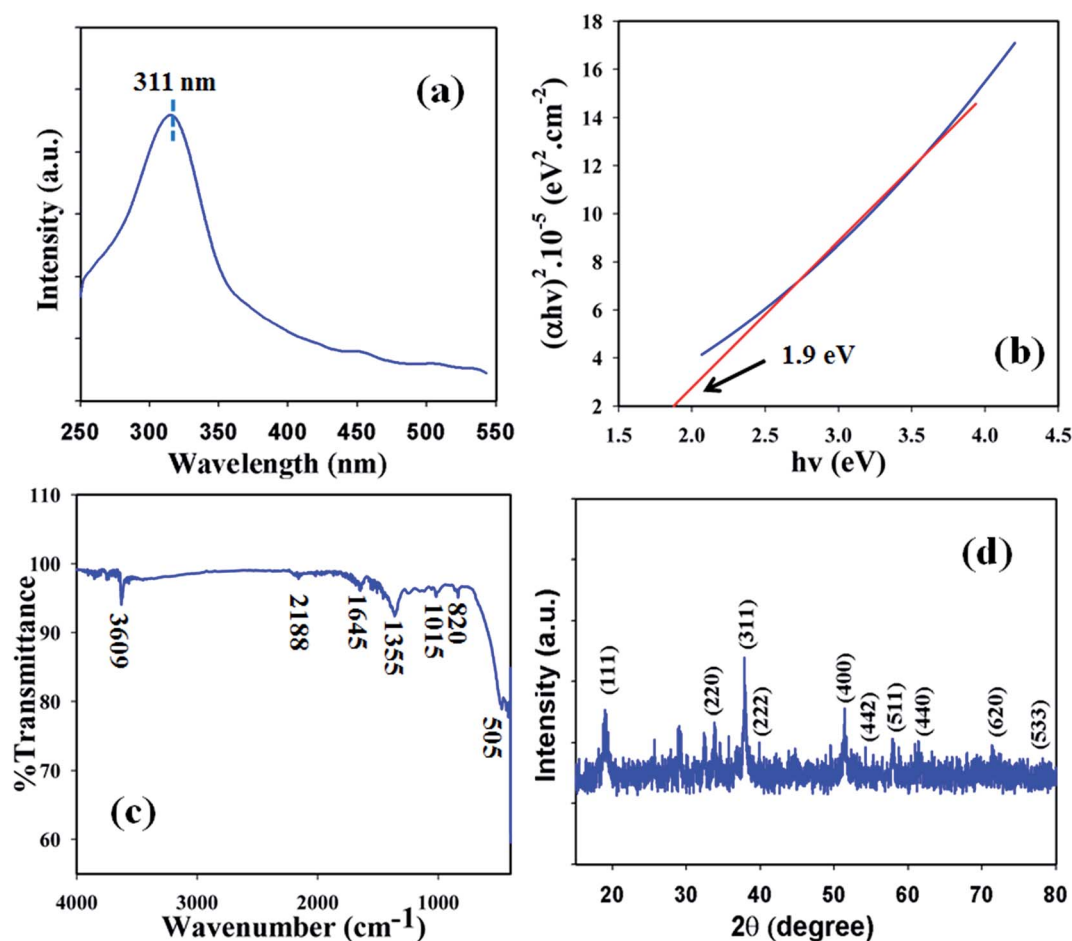 311 nm
(a)
Intensity (a.u.)
250 300 350 400 450 500 550
Wavelength (nm)
18
16
14
12
10
8
6
4
2
(αhν)².10⁻⁵ (eV².cm⁻²)
1.9 eV
(b)
1.5 2.0 2.5 3.0 3.5 4.0 4.5
hν (eV)
110
100
90
80
70
60
%Transmittance
3609
2188
1645
1355
1015
820
505
(c)
4000 3000 2000 1000
Wavenumber (cm⁻¹)
(d)
Intensity (a.u.)
(111)
(220)
(311)
(222)
(400)
(442)
(511)
(440)
(620)
(533)
20 30 40 50 60 70 80
2θ (degree)